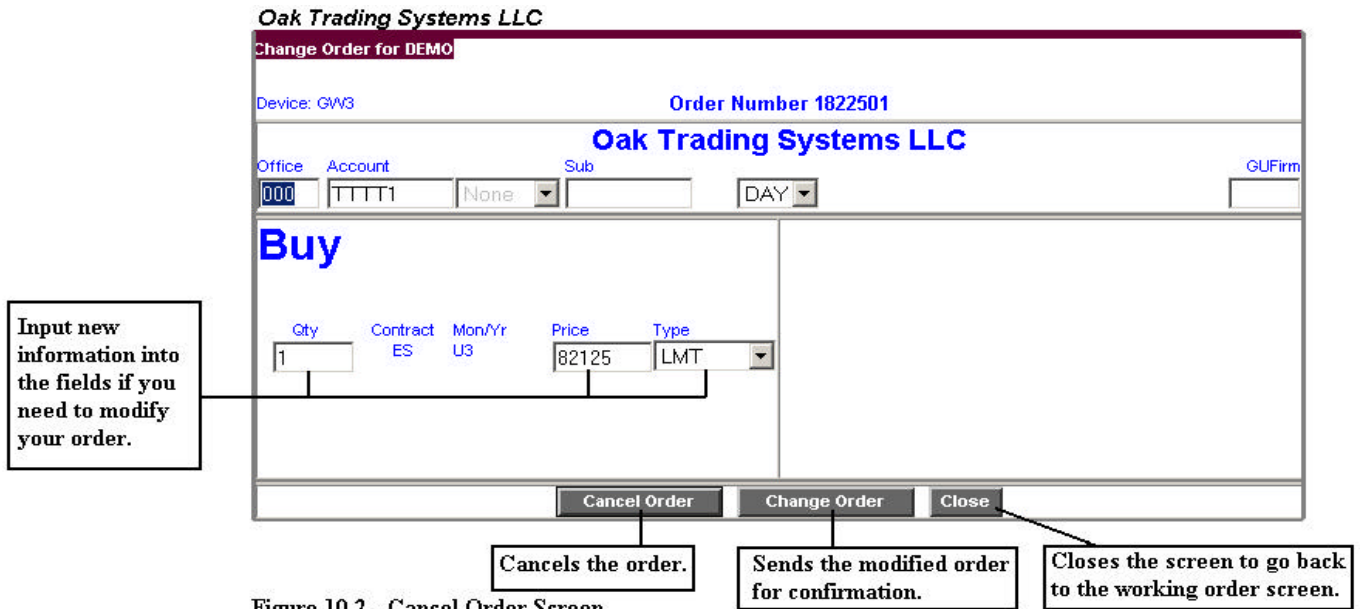 Oak Trading Systems LLC
Change Order for DEMO
Device: GW3
Order Number 1822501
Oak Trading Systems LLC
Office Account Sub GUFirm
000 TTTT1 None DAY
Buy
Qty Contract Mon/Yr Price Type
1 ES U3 82125 LMT
Input new
information into
the fields if you
need to modify
your order.
Cancel Order Change Order Close
Cancels the order.
Sends the modified order
for confirmation.
Closes the screen to go back
to the working order screen.
Figure 10.2 Cancel Order Screen